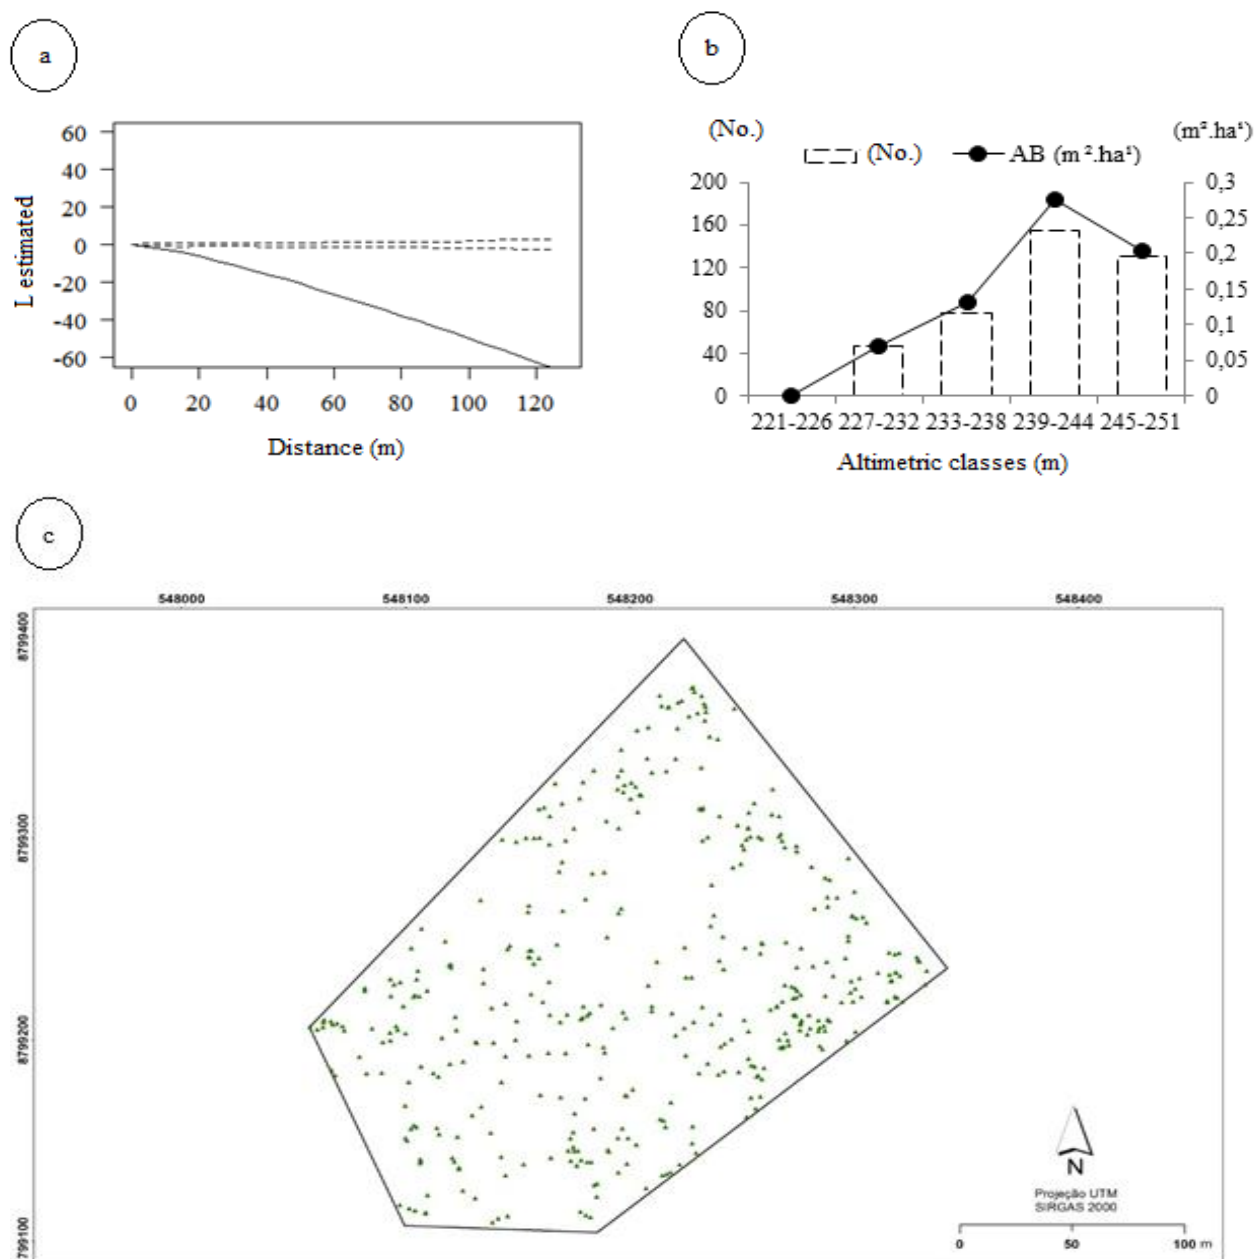 a
60
40
20
0
-20
-40
-60
L estimated
0 20 40 60 80 100 120
Distance (m)
b
(No.) (m².ha¹)
(No.) AB (m².ha¹)
200 0,3
160 0,25
120 0,2
80 0,15
40 0,1
0 0,05
0
221-226 227-232 233-238 239-244 245-251
Altimetric classes (m)
c
548000 548100 548200 548300 548400
8799400
8799300
8799200
799100
N
Projeção UTM
SIRGAS 2000
0 50 100 m